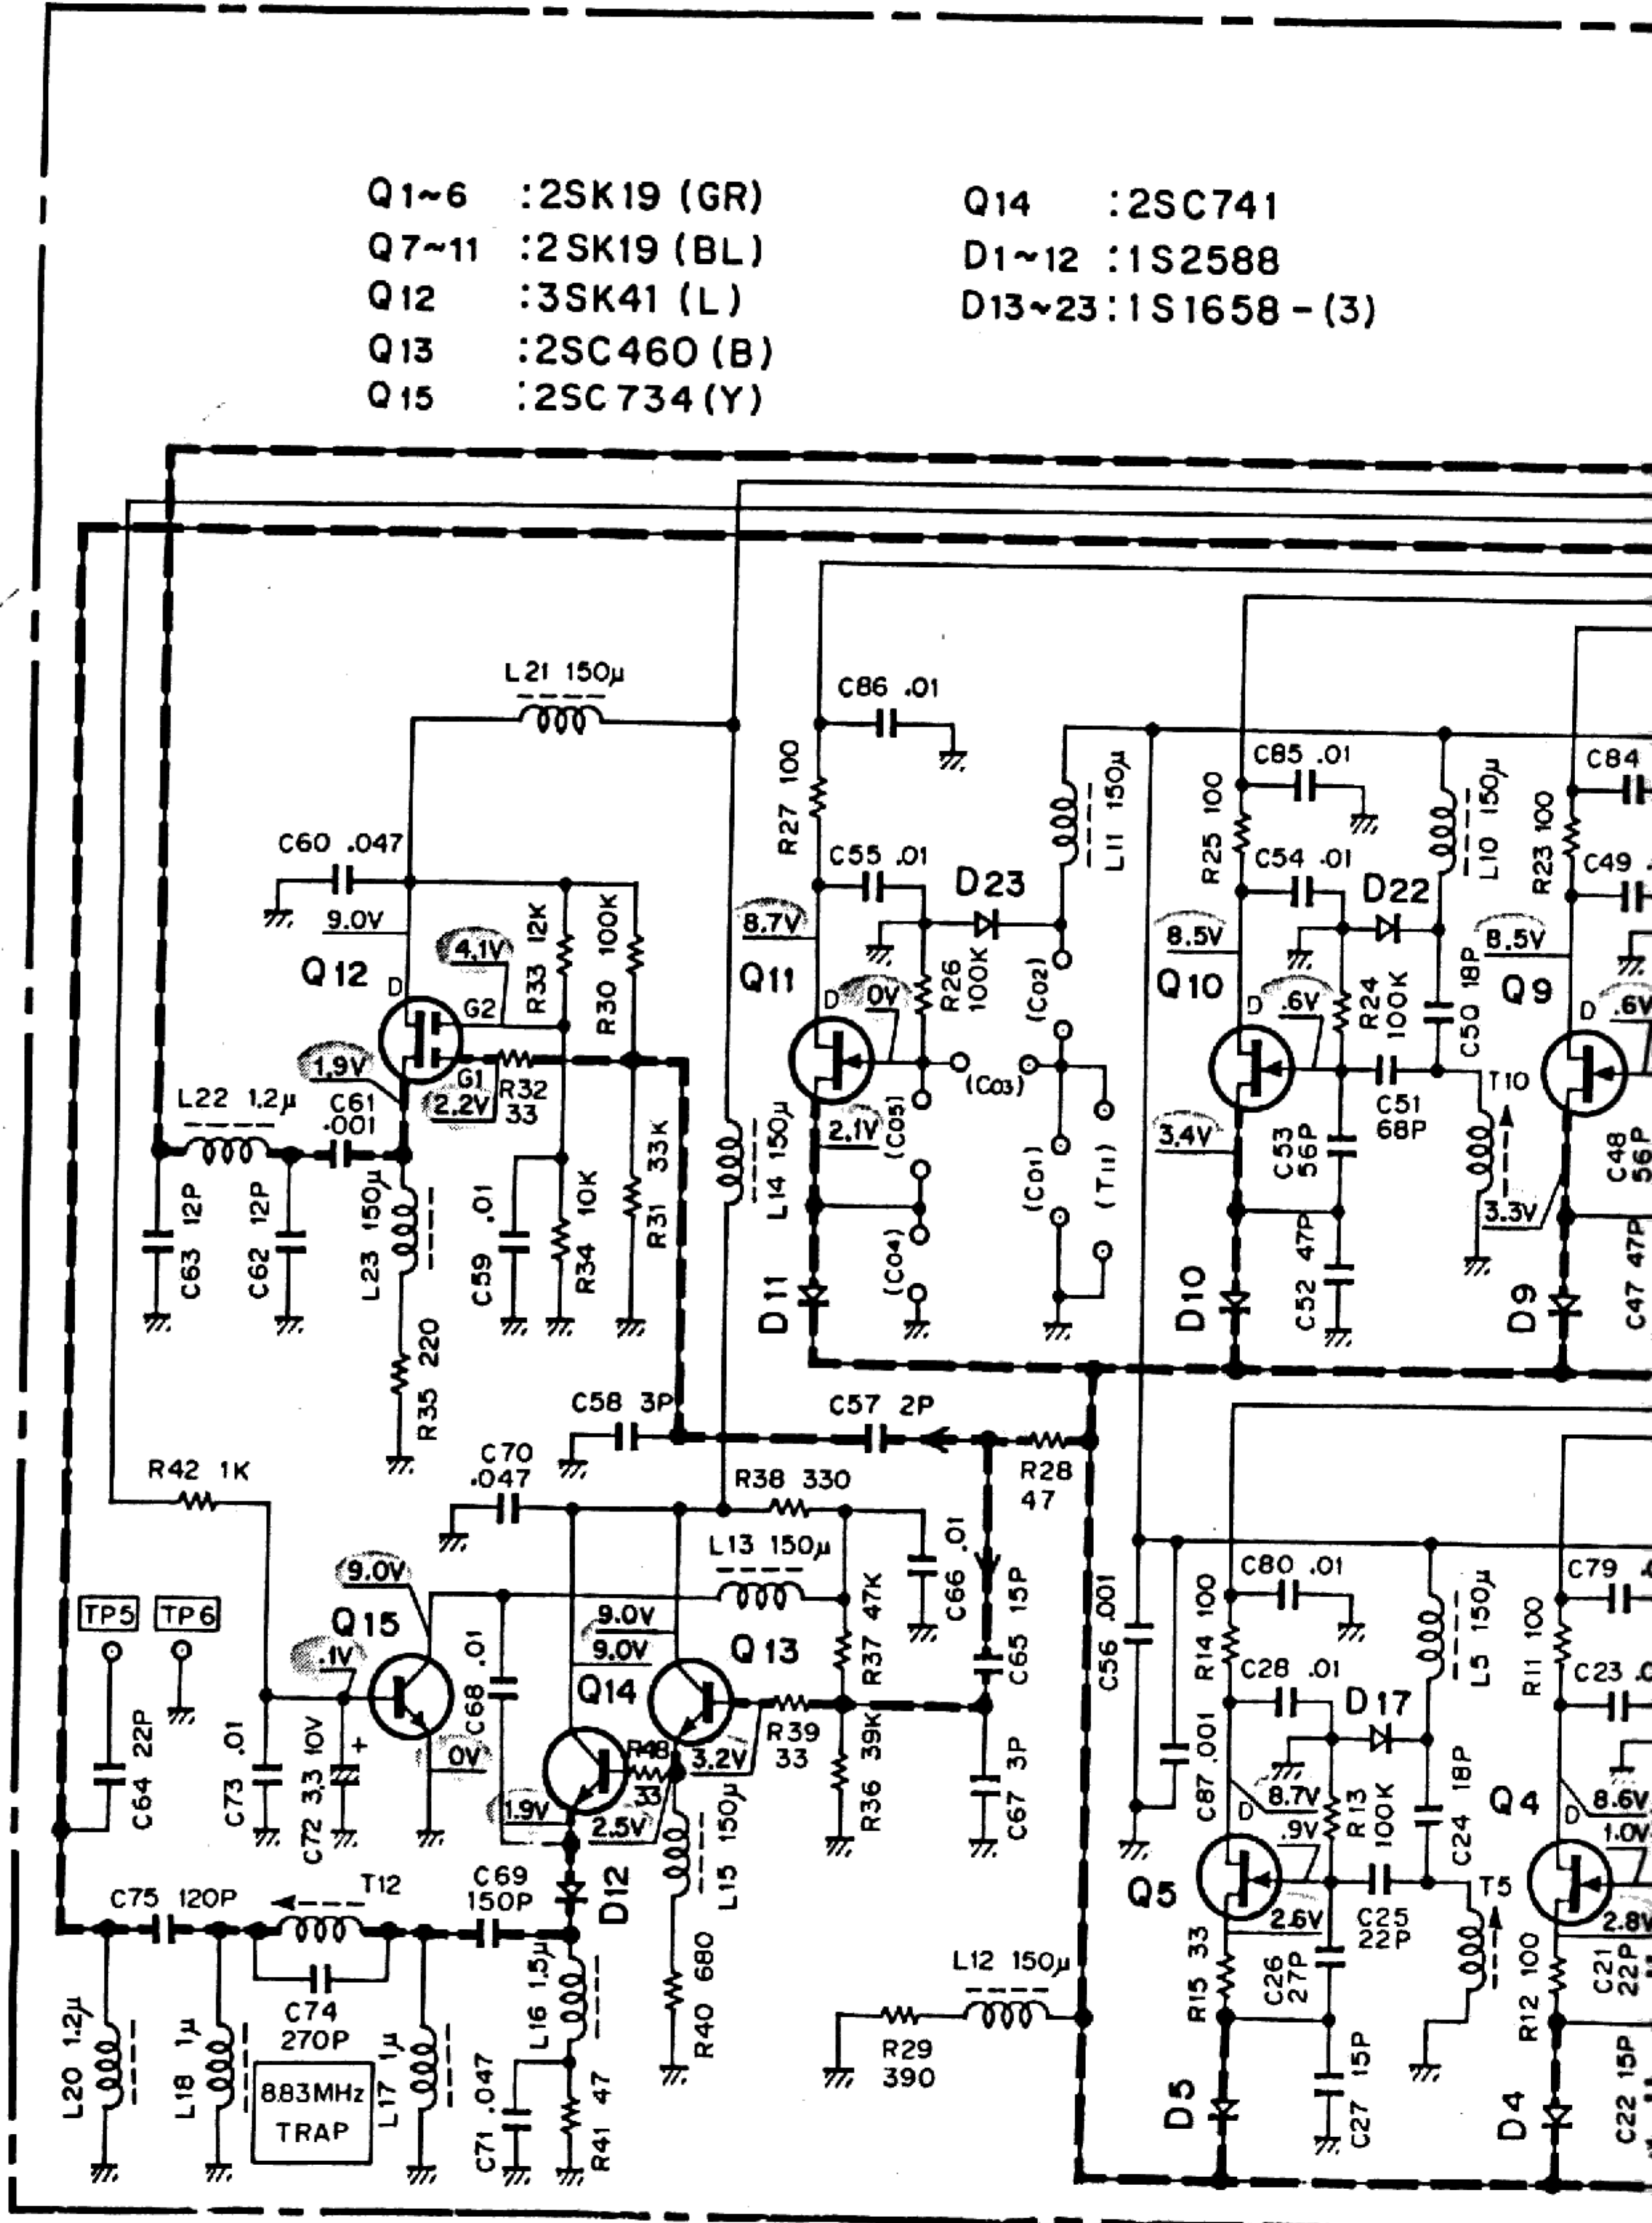 Q1~6 :2SK19 (GR)
Q7~11 :2SK19 (BL)
Q12 :3SK41 (L)
Q13 :2SC460 (B)
Q15 :2SC734 (Y)
Q14 :2SC741
D1~12 :1S2588
D13~23:1S1658-(3)
L21 150μ
C86 .01
R27 100
L11 150μ
C85 .01
R25 100
L10 150μ
C84
R23 100
C60 .047
C55 .01
D23
C54 .01
D22
C49
9.0V
4.1V
R33 12K
R30 100K
8.7V
8.5V
8.5V
Q12
D
G2
Q11
D
0V
R26
100K
(C02)
Q10
D
.6V
R24
100K
C50 18P
Q9
D
.6V
1.9V
G1
R32
33
2.2V
(C03)
C51
68P
T10
L22 1.2μ
C61
.001
2.1V
(C05)
3.4V
C53
56P
C48
56P
C63 12P
C62 12P
L23 150μ
C59 .01
R34 10K
R31 33K
L14 150μ
(C01)
(T11)
3.3V
D11
(C04)
D10
C52 47P
D9
C47 47P
R35 220
C58 3P
C57 2P
R28
47
R42 1K
C70
.047
R38 330
L13 150μ
C66 .01
C65 15P
C56 .001
C80 .01
R14 100
L5 150μ
C79
R11 100
9.0V
TP5
TP6
Q15
9.0V
9.0V
Q13
R37 47K
C28 .01
D17
C23
.1V
C68 .01
Q14
R39
33
C64 22P
C73 .01
C72 3.3 10V
+
0V
R48
33
3.2V
R36 39K
C67 3P
C87 .001
8.7V
D
.9V
R13
100K
C24 18P
Q4
D
8.6V
1.0V
1.9V
2.5V
L15 150μ
Q5
2.6V
C25
22P
T5
2.8V
C75 120P
T12
C69
150P
D12
L12 150μ
R15 33
C26
27P
R12 100
C21
22P
C74
270P
L16 1.5μ
R40 680
R29
390
L20 1.2μ
L18 1μ
8.83MHz
TRAP
L17 1μ
C71 .047
R41 47
D5
C27 15P
D4
C22 15P